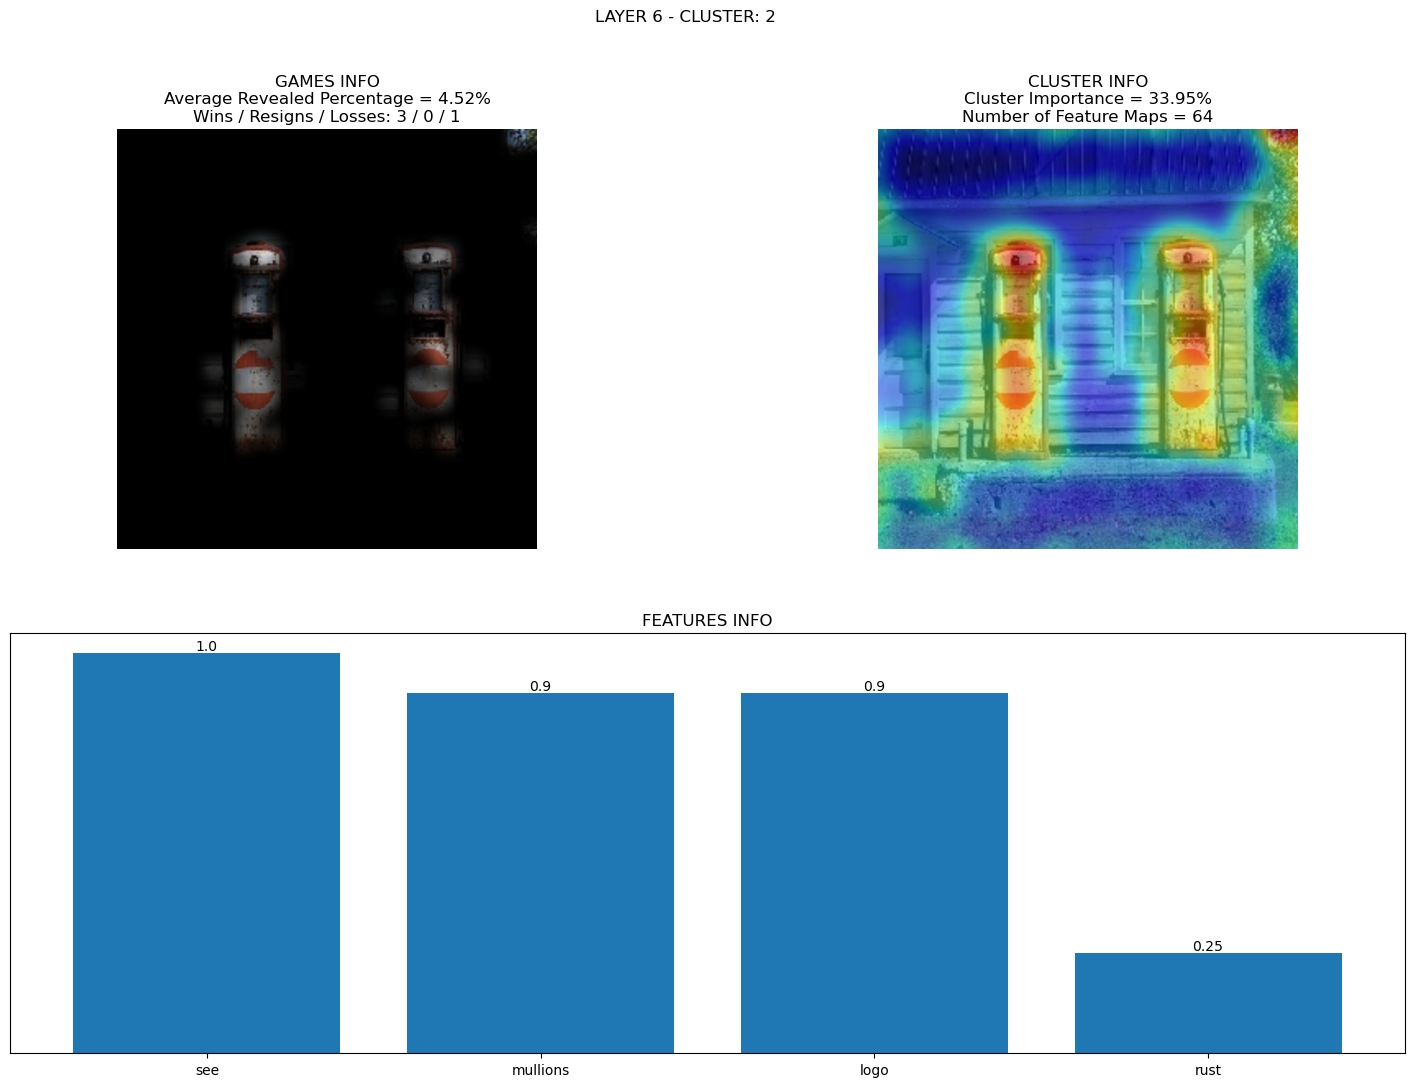 LAYER 6 - CLUSTER: 2
GAMES INFO
Average Revealed Percentage = 4.52%
Wins / Resigns / Losses: 3 / 0 / 1
CLUSTER INFO
Cluster Importance = 33.95%
Number of Feature Maps = 64
FEATURES INFO
1.0
0.9
0.9
0.25
see
mullions
logo
rust